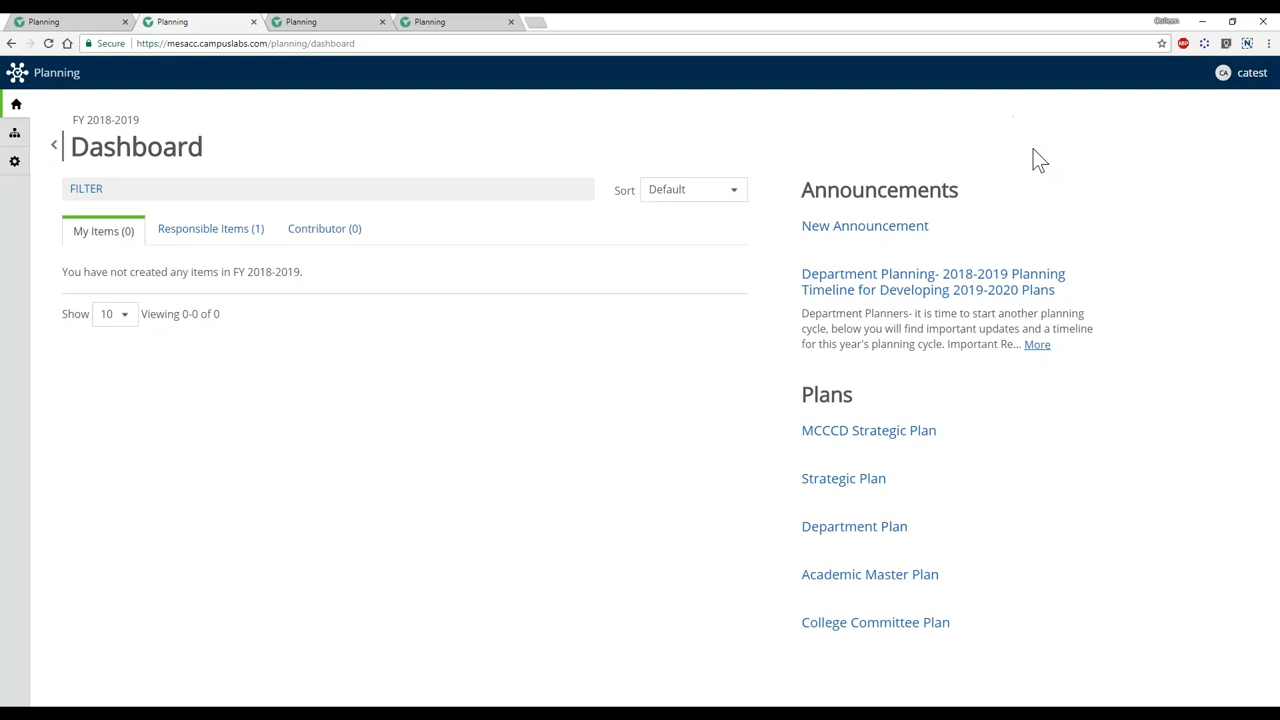 Planning
Planning
Planning
Planning
Colleen
Secure
https://mesacc.campuslabs.com/planning/dashboard
ABP
N
Planning
CA
catest
FY 2018-2019
Dashboard
FILTER
Sort
Default
My Items (0)
Responsible Items (1)
Contributor (0)
You have not created any items in FY 2018-2019.
Show
10
Viewing 0-0 of 0
Announcements
New Announcement
Department Planning- 2018-2019 Planning
Timeline for Developing 2019-2020 Plans
Department Planners- it is time to start another planning
cycle, below you will find important updates and a timeline
for this year's planning cycle. Important Re... More
Plans
MCCCD Strategic Plan
Strategic Plan
Department Plan
Academic Master Plan
College Committee Plan